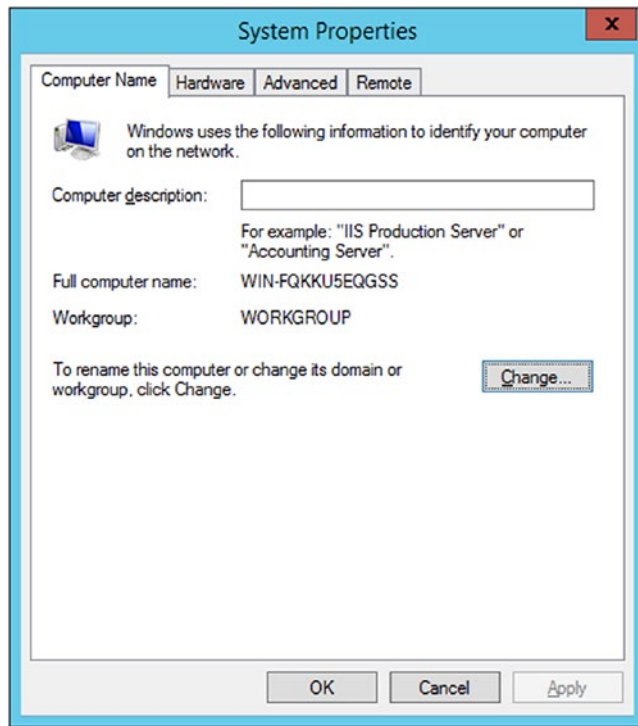 System Properties
x
Computer Name Hardware Advanced Remote
Windows uses the following information to identify your computer
on the network.
Computer description:
For example: "IIS Production Server" or
"Accounting Server".
Full computer name: WIN-FQKKU5EQGSS
Workgroup: WORKGROUP
To rename this computer or change its domain or
workgroup, click Change.
Change...
OK Cancel Apply